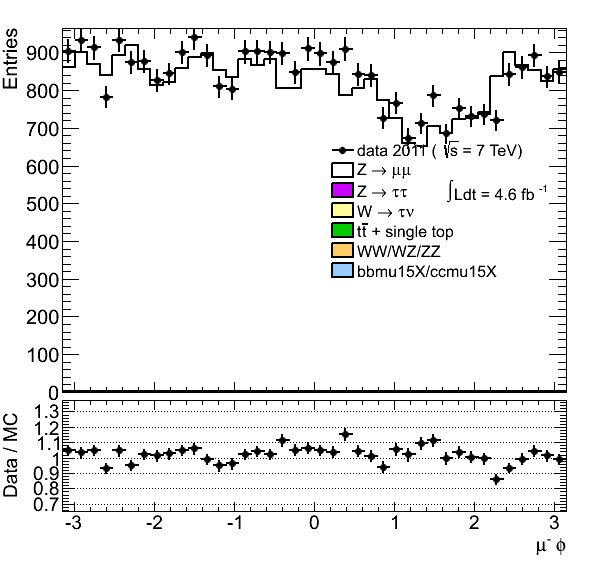 Entries
900
800
700
600
500
400
300
200
100
0
data 2011 ( √s = 7 TeV)
Z → μμ
Z → ττ
∫Ldt = 4.6 fb⁻¹
W → τν
tt̅ + single top
WW/WZ/ZZ
bbmu15X/ccmu15X
Data / MC
1.3
1.2
1.1
1
0.9
0.8
0.7
-3 -2 -1 0 1 2 3
μ⁻ ϕ